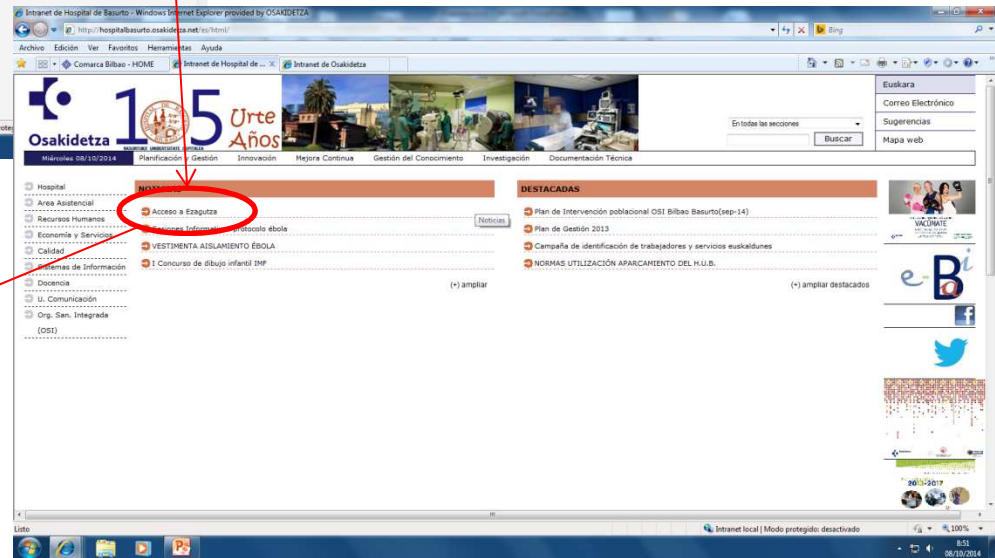 Intranet de Hospital de Basurto - Windows Internet Explorer provided by OSAKIDETZA
http://hospitalbasurto.osakidetza.net/es/html/
Bing
Archivo Edición Ver Favoritos Herramientas Ayuda
Comarca Bilbao - HOME
Intranet de Hospital de ...
Intranet de Osakidetza
Osakidetza
105
Urte
Años
En todas las secciones
Buscar
Euskara
Correo Electrónico
Sugerencias
Mapa web
Miércoles 08/10/2014
Planificación y Gestión Innovación Mejora Continua Gestión del Conocimiento Investigación Documentación Técnica
Hospital
Area Asistencial
Recursos Humanos
Economía y Servicios
Calidad
Sistemas de Información
Docencia
U. Comunicación
Org. San. Integrada
(OSI)
NOTICIAS
Acceso a Ezagutza
Sesiones Informativas protocolo ébola
VESTIMENTA AISLAMIENTO ÉBOLA
I Concurso de dibujo infantil IMF
(+) ampliar
Noticias
DESTACADAS
Plan de Intervención poblacional OSI Bilbao Basurto(sep-14)
Plan de Gestión 2013
Campaña de identificación de trabajadores y servicios euskaldunes
NORMAS UTILIZACIÓN APARCAMIENTO DEL H.U.B.
(+) ampliar destacados
VACÚNATE
e-Bai
2013-2017
Listo
Intranet local | Modo protegido: desactivado
100%
8:51
08/10/2014